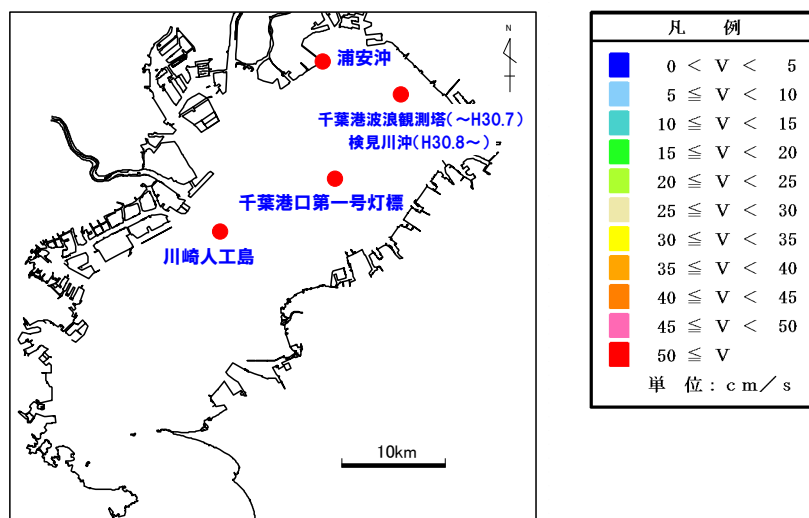 N
浦安沖
千葉港波浪観測塔(～H30.7)
検見川沖(H30.8～)
千葉港口第一号灯標
川崎人工島
10km
凡 例
0 < V < 5
5 ≦ V < 10
10 ≦ V < 15
15 ≦ V < 20
20 ≦ V < 25
25 ≦ V < 30
30 ≦ V < 35
35 ≦ V < 40
40 ≦ V < 45
45 ≦ V < 50
50 ≦ V
単 位：ｃｍ／ｓ